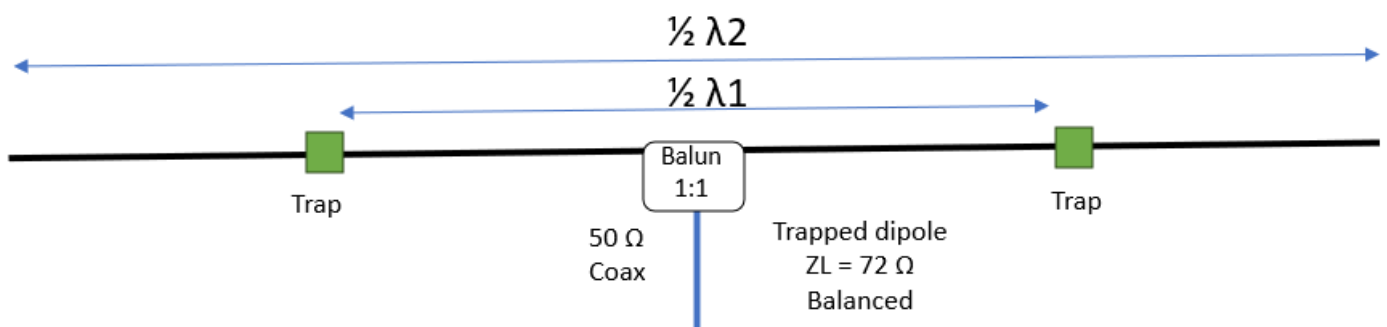 ½ λ2
½ λ1
Balun
1:1
Trap
Trap
50 Ω
Coax
Trapped dipole
ZL = 72 Ω
Balanced